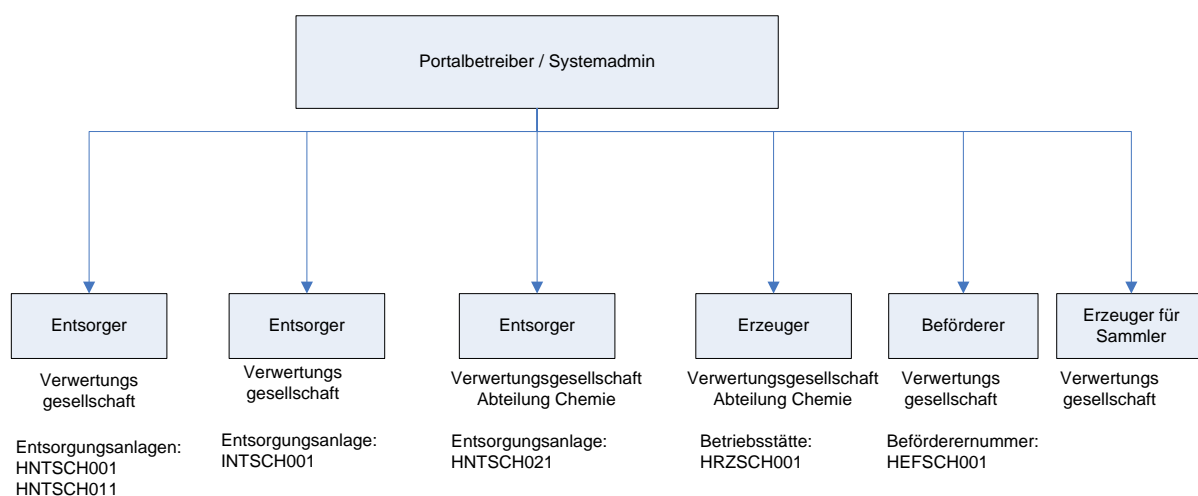 Portalbetreiber / Systemadmin
Entsorger
Verwertungs
gesellschaft
Entsorgungsanlagen:
HNTSCH001
HNTSCH011
Entsorger
Verwertungs
gesellschaft
Entsorgungsanlage:
INTSCH001
Entsorger
Verwertungsgesellschaft
Abteilung Chemie
Entsorgungsanlage:
HNTSCH021
Erzeuger
Verwertungsgesellschaft
Abteilung Chemie
Betriebsstätte:
HRZSCH001
Beförderer
Verwertungs
gesellschaft
Beförderernummer:
HEFSCH001
Erzeuger für
Sammler
Verwertungs
gesellschaft